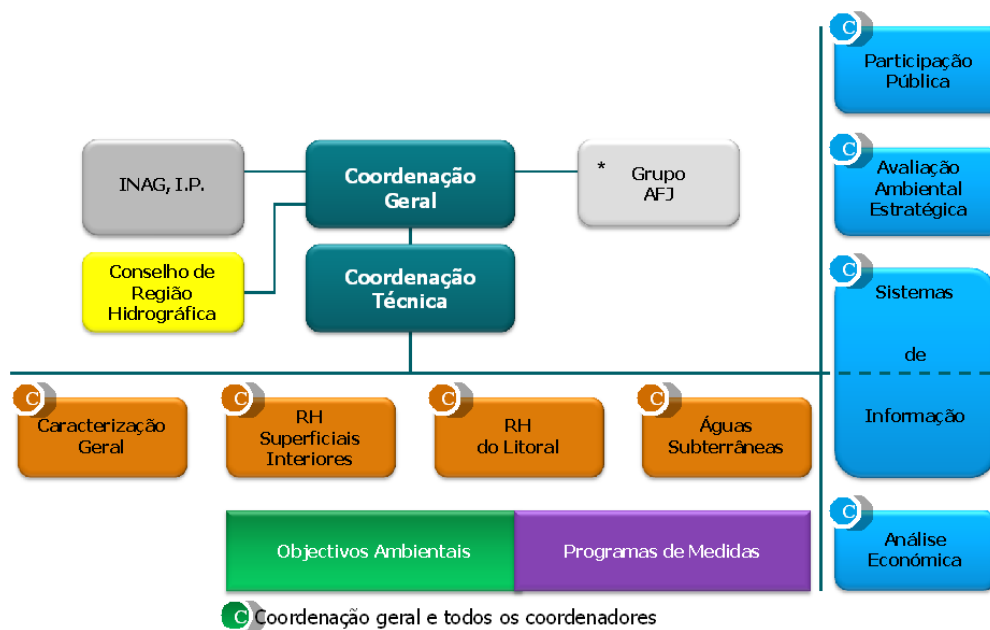 C
Participação
Pública
INAG, I.P.
Coordenação
Geral
* Grupo
AFJ
C
Avaliação
Ambiental
Estratégica
Conselho de
Região
Hidrográfica
Coordenação
Técnica
C
Sistemas
de
Informação
C
Caracterização
Geral
C
RH
Superficiais
Interiores
C
RH
do Litoral
C
Águas
Subterrâneas
Objectivos Ambientais
Programas de Medidas
C
Análise
Económica
C Coordenação geral e todos os coordenadores